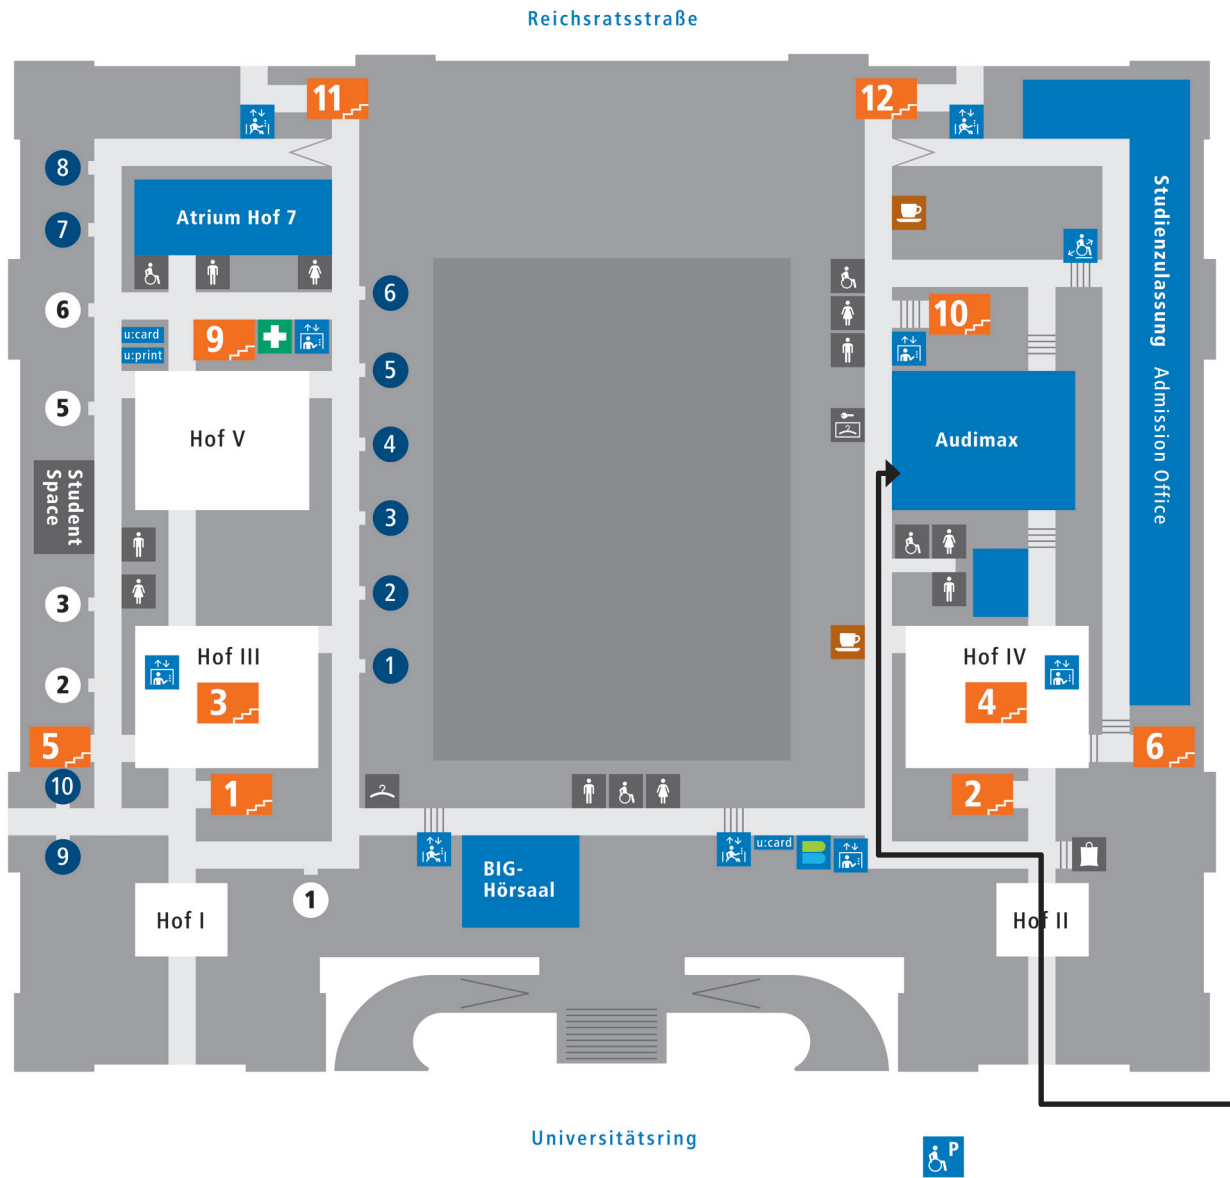 Reichsratsstraße
11
12
8
Atrium Hof 7
7
6
6
u:card
u:print
9
10
5
5
Hof V
4
Audimax
Studienzulassung Admission Office
Student
Space
3
3
2
Hof III
Hof IV
1
2
3
4
5
6
10
1
2
u:card
9
BIG-
Hörsaal
1
Hof I
Hof II
Universitätsring
P